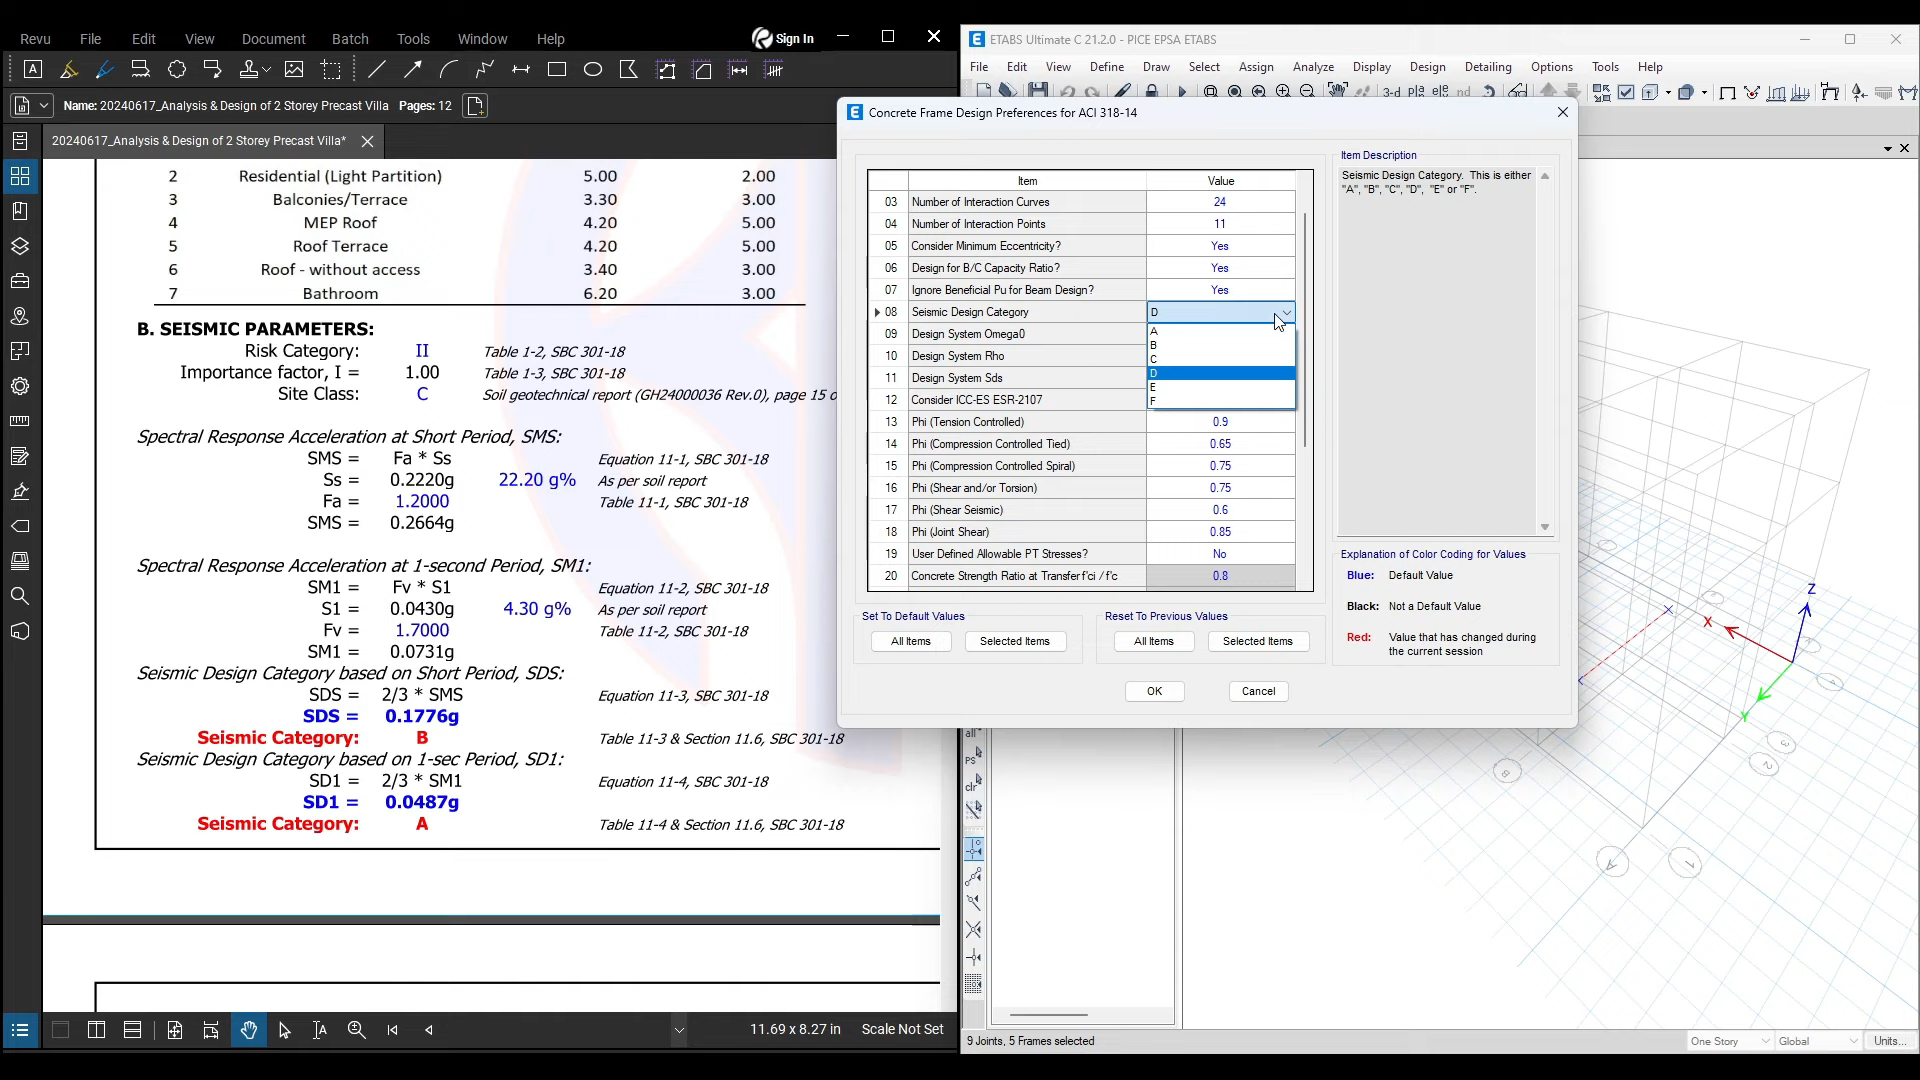 Revu File Edit View Document Batch Tools Window Help Sign In
Name: 20240617_Analysis & Design of 2 Storey Precast Villa Pages: 12
20240617_Analysis & Design of 2 Storey Precast Villa*
2 Residential (Light Partition) 5.00 2.00
3 Balconies/Terrace 3.30 3.00
4 MEP Roof 4.20 5.00
5 Roof Terrace 4.20 5.00
6 Roof - without access 3.40 3.00
7 Bathroom 6.20 3.00
B. SEISMIC PARAMETERS:
Risk Category: II Table 1-2, SBC 301-18
Importance factor, I = 1.00 Table 1-3, SBC 301-18
Site Class: C Soil geotechnical report (GH24000036 Rev.0), page 15 o
Spectral Response Acceleration at Short Period, SMS:
SMS = Fa * Ss Equation 11-1, SBC 301-18
Ss = 0.2220g 22.20 g% As per soil report
Fa = 1.2000 Table 11-1, SBC 301-18
SMS = 0.2664g
Spectral Response Acceleration at 1-second Period, SM1:
SM1 = Fv * S1 Equation 11-2, SBC 301-18
S1 = 0.0430g 4.30 g% As per soil report
Fv = 1.7000 Table 11-2, SBC 301-18
SM1 = 0.0731g
Seismic Design Category based on Short Period, SDS:
SDS = 2/3 * SMS Equation 11-3, SBC 301-18
SDS = 0.1776g
Seismic Category: B Table 11-3 & Section 11.6, SBC 301-18
Seismic Design Category based on 1-sec Period, SD1:
SD1 = 2/3 * SM1 Equation 11-4, SBC 301-18
SD1 = 0.0487g
Seismic Category: A Table 11-4 & Section 11.6, SBC 301-18
11.69 x 8.27 in Scale Not Set
ETABS Ultimate C 21.2.0 - PICE EPSA ETABS
File Edit View Define Draw Select Assign Analyze Display Design Detailing Options Tools Help
3-d pla ele nd
Concrete Frame Design Preferences for ACI 318-14
Item Value
03 Number of Interaction Curves 24
04 Number of Interaction Points 11
05 Consider Minimum Eccentricity? Yes
06 Design for B/C Capacity Ratio? Yes
07 Ignore Beneficial Pu for Beam Design? Yes
08 Seismic Design Category D
09 Design System Omega0
10 Design System Rho
11 Design System Sds
12 Consider ICC-ES ESR-2107
A
B
C
D
E
F
13 Phi (Tension Controlled) 0.9
14 Phi (Compression Controlled Tied) 0.65
15 Phi (Compression Controlled Spiral) 0.75
16 Phi (Shear and/or Torsion) 0.75
17 Phi (Shear Seismic) 0.6
18 Phi (Joint Shear) 0.85
19 User Defined Allowable PT Stresses? No
20 Concrete Strength Ratio at Transfer f'ci / f'c 0.8
Item Description
Seismic Design Category. This is either
"A", "B", "C", "D", "E" or "F".
Explanation of Color Coding for Values
Blue: Default Value
Black: Not a Default Value
Red: Value that has changed during
the current session
Set To Default Values
All Items Selected Items
Reset To Previous Values
All Items Selected Items
OK Cancel
all
PS
clr
X
Y
Z
A
B
1
2
3
9 Joints, 5 Frames selected
One Story Global Units...